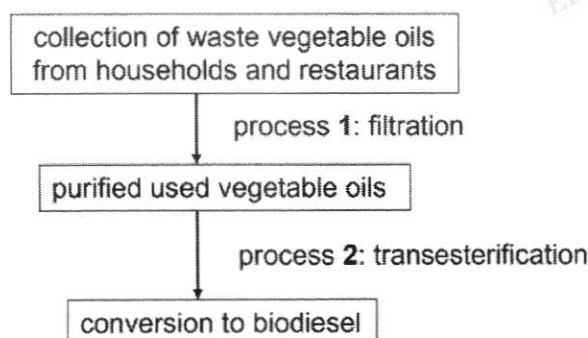 collection of waste vegetable oils
from households and restaurants
process 1: filtration
purified used vegetable oils
process 2: transesterification
conversion to biodiesel